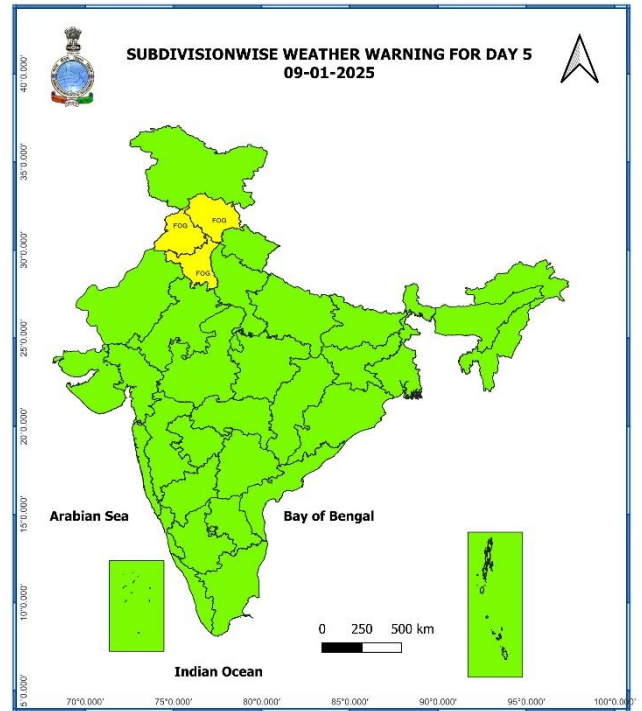 SUBDIVISIONWISE WEATHER WARNING FOR DAY 5
09-01-2025
40°0.000'
35°0.000'
30°0.000'
25°0.000'
20°0.000'
15°0.000'
10°0.000'
5°0.000'
FOG
FOG
FOG
Arabian Sea
Bay of Bengal
0 250 500 km
Indian Ocean
70°0.000' 75°0.000' 80°0.000' 85°0.000' 90°0.000' 95°0.000' 100°0.000'